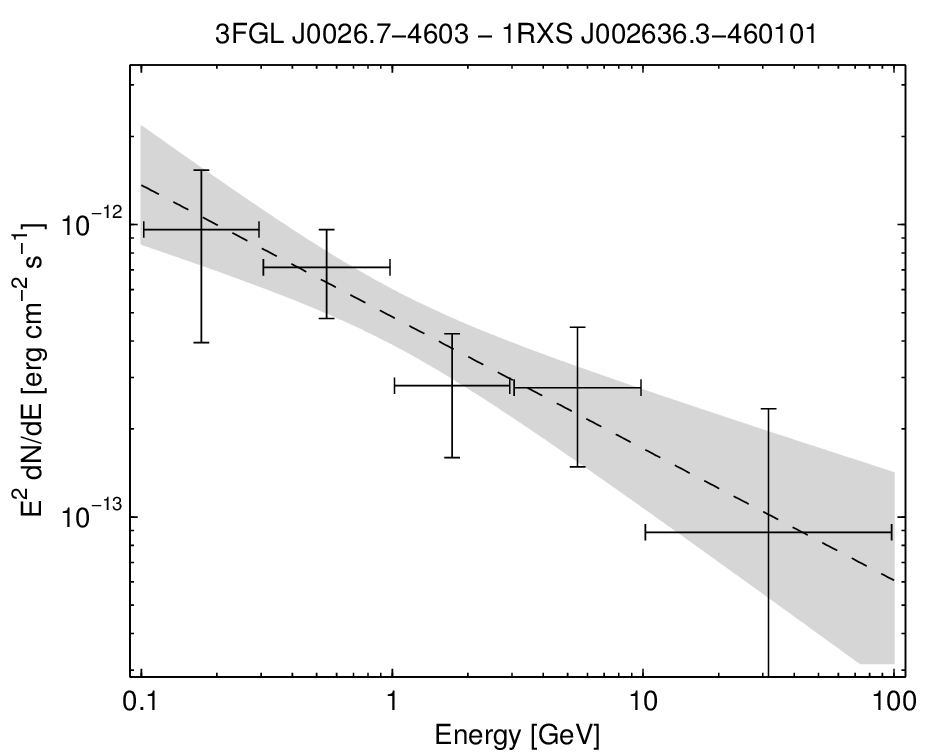 3FGL J0026.7−4603 − 1RXS J002636.3−460101
E² dN/dE [erg cm⁻² s⁻¹]
10⁻¹²
10⁻¹³
0.1 1 10 100
Energy [GeV]